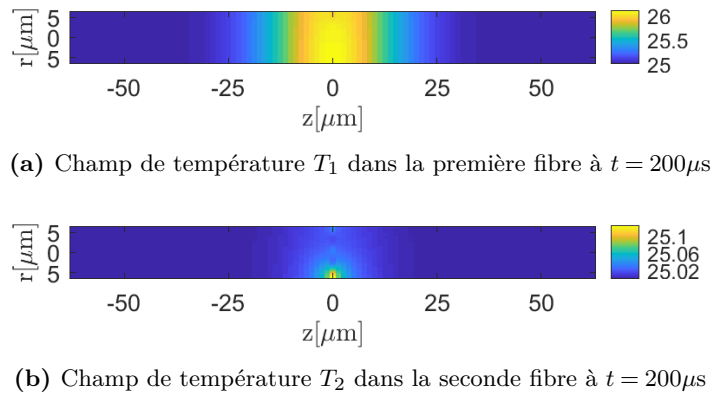 r[μm]
5
0
5
26
25.5
25
-50 -25 0 25 50
z[μm]
(a) Champ de température T₁ dans la première fibre à t = 200μs
r[μm]
5
0
5
25.1
25.06
25.02
-50 -25 0 25 50
z[μm]
(b) Champ de température T₂ dans la seconde fibre à t = 200μs